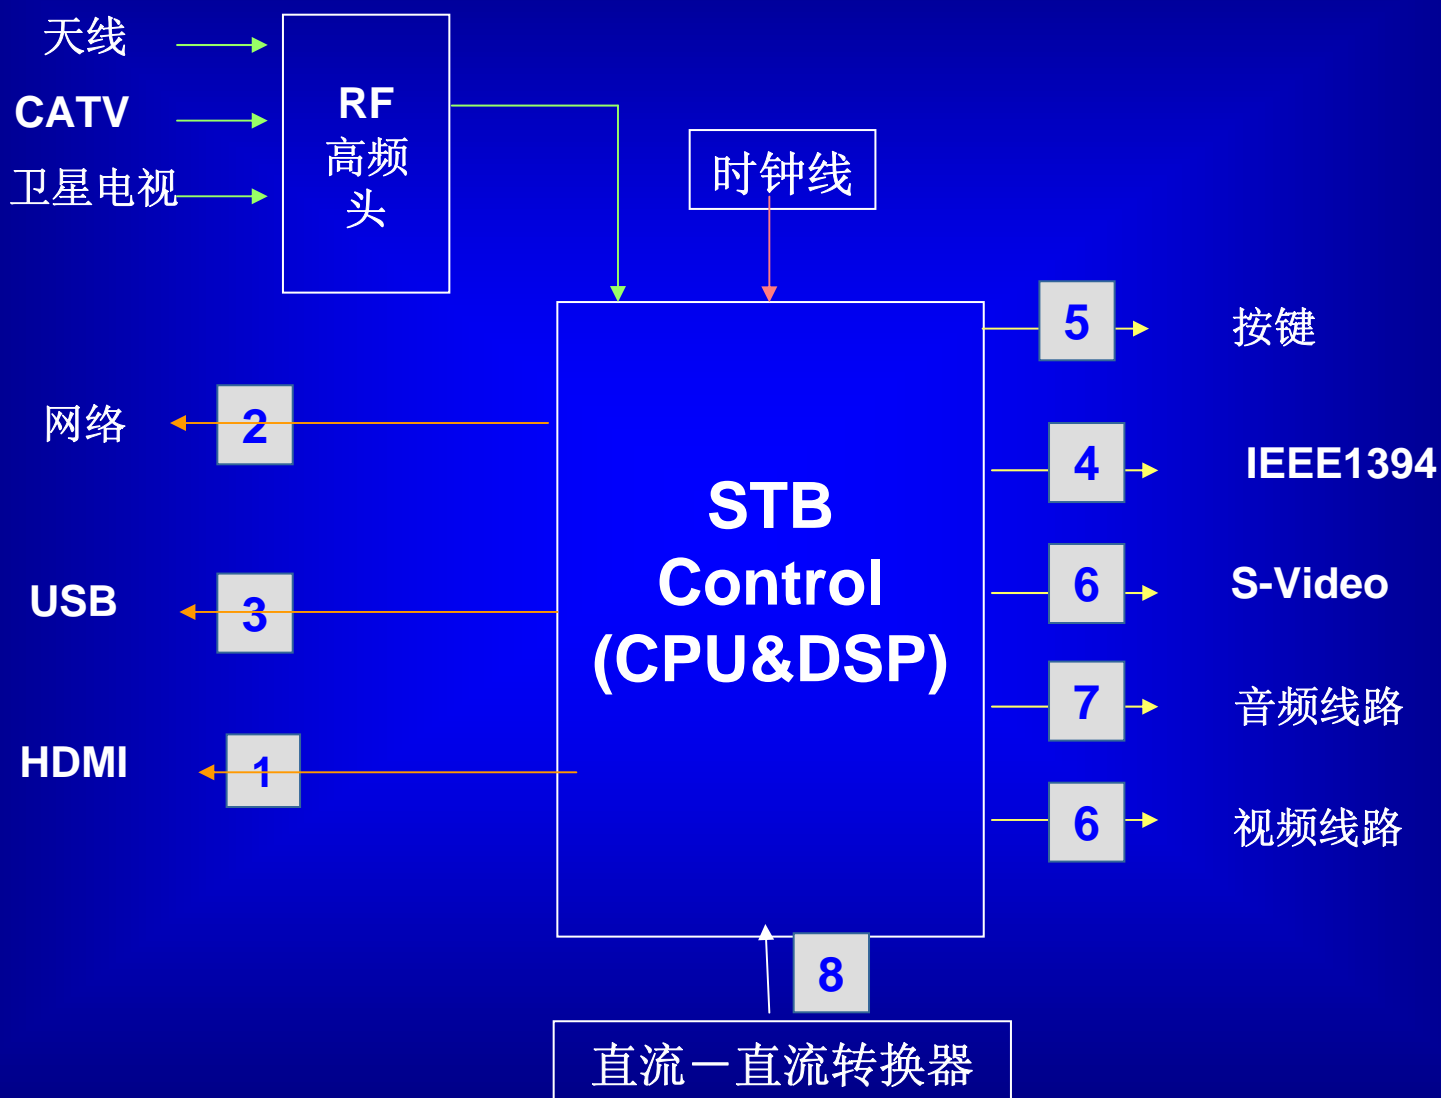 天线
CATV
卫星电视
RF
高频
头
时钟线
5
按键
2
网络
4
IEEE1394
STB
Control
(CPU&DSP)
3
USB
6
S-Video
7
音频线路
1
HDMI
6
视频线路
8
直流－直流转换器